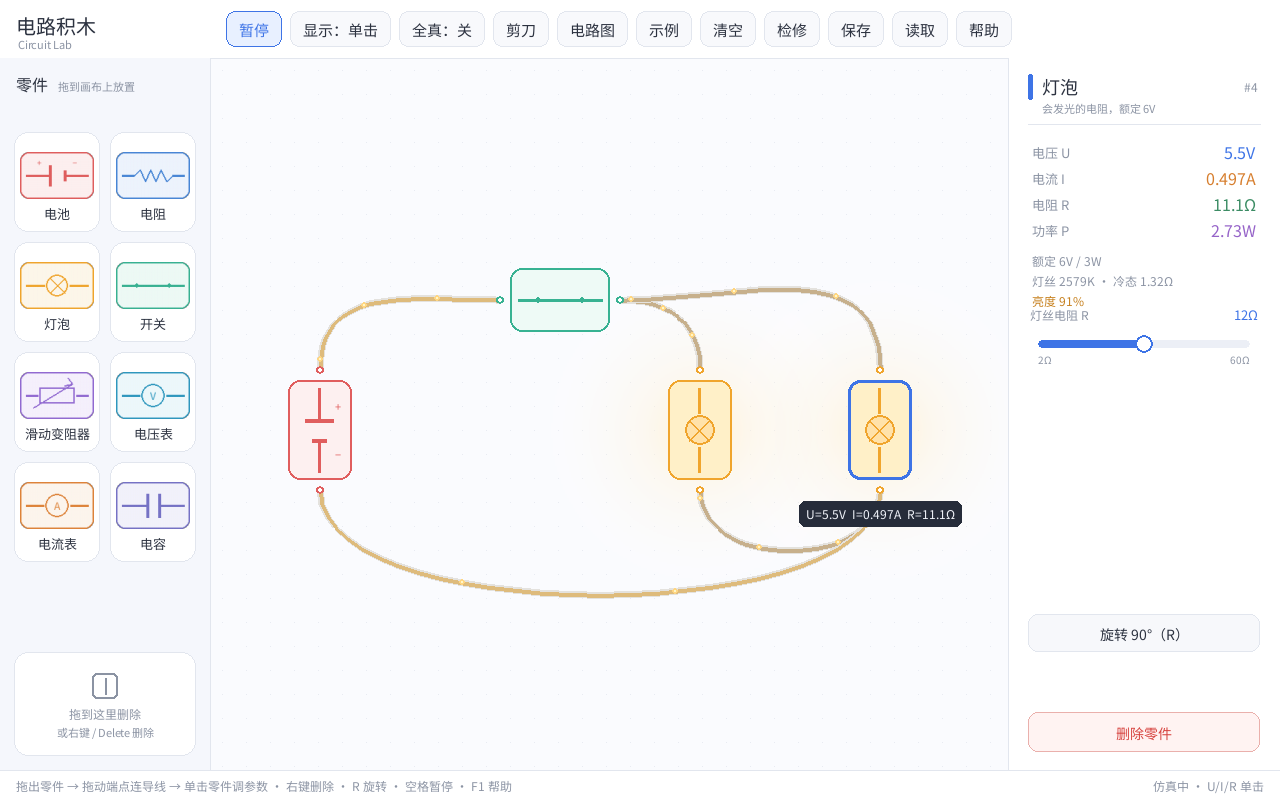 电路积木
Circuit Lab
暂停
显示：单击
全真：关
剪刀
电路图
示例
清空
检修
保存
读取
帮助
零件 拖到画布上放置
+ −
电池
电阻
灯泡
开关
滑动变阻器
V
电压表
A
电流表
电容
拖到这里删除
或右键 / Delete 删除
+
−
U=5.5V I=0.497A R=11.1Ω
灯泡 #4
会发光的电阻，额定 6V
电压 U 5.5V
电流 I 0.497A
电阻 R 11.1Ω
功率 P 2.73W
额定 6V / 3W
灯丝 2579K · 冷态 1.32Ω
亮度 91%
灯丝电阻 R 12Ω
2Ω 60Ω
旋转 90°（R）
删除零件
拖出零件 → 拖动端点连导线 → 单击零件调参数 · 右键删除 · R 旋转 · 空格暂停 · F1 帮助
仿真中 · U/I/R 单击